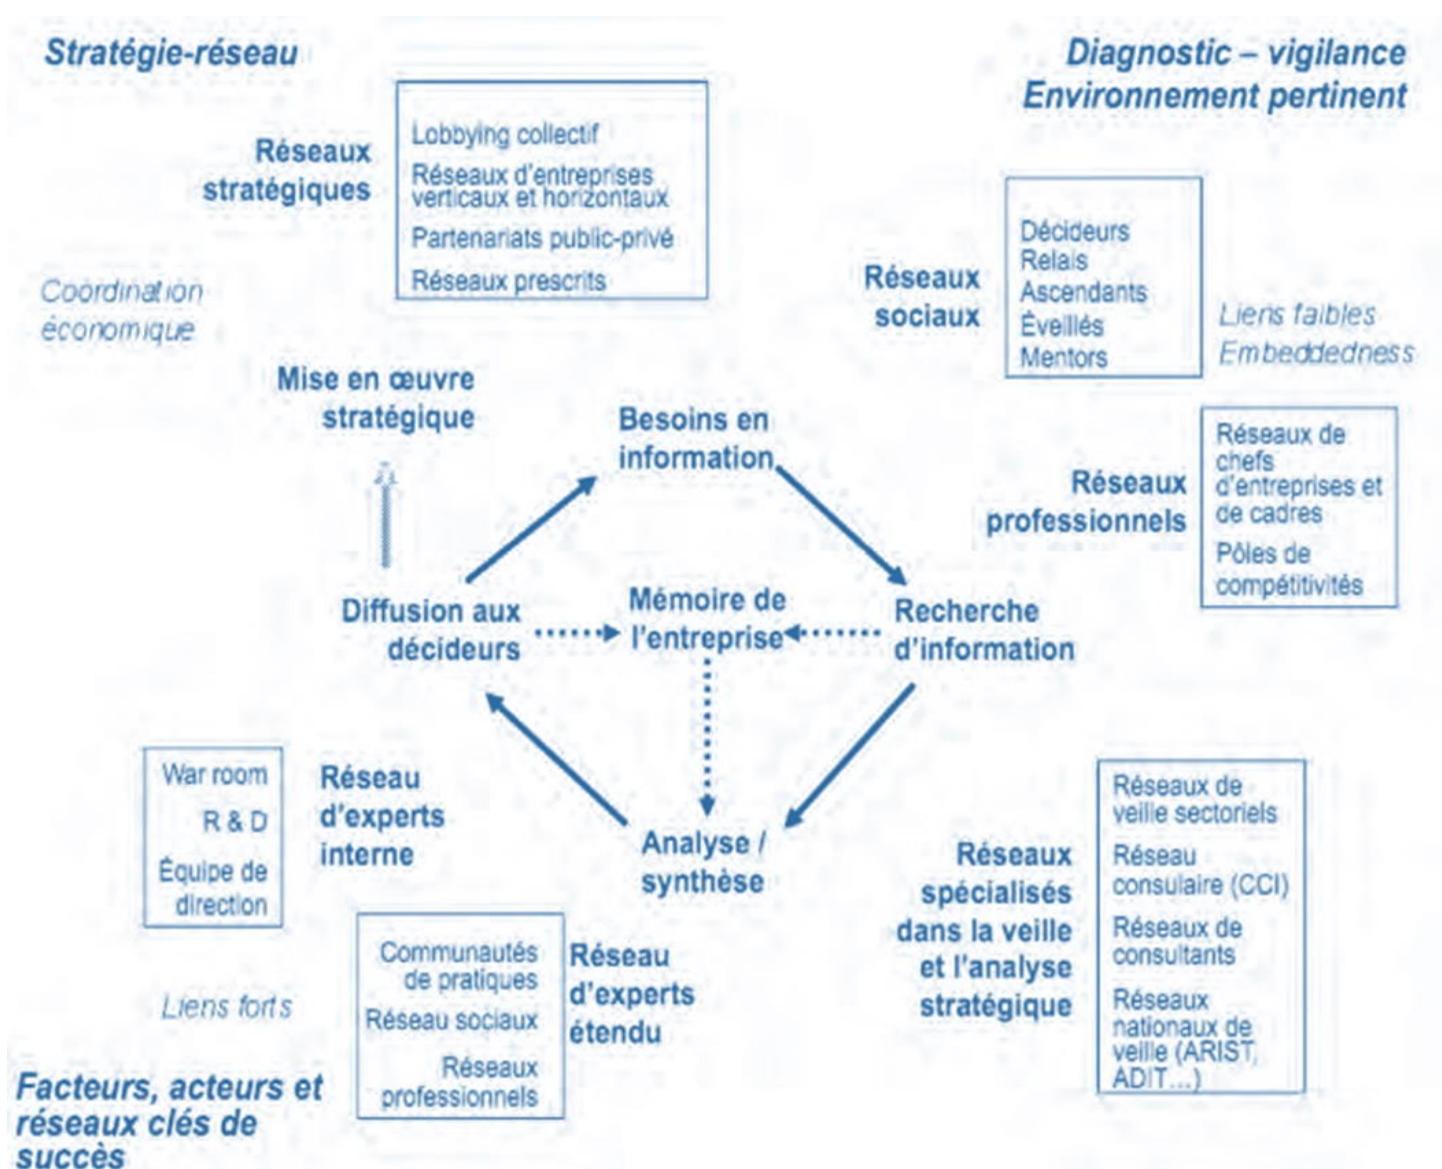 Stratégie-réseau
Diagnostic – vigilance
Environnement pertinent
Réseaux
stratégiques
Lobbying collectif
Réseaux d'entreprises
verticaux et horizontaux
Partenariats public-privé
Réseaux prescrits
Coordination
économique
Réseaux
sociaux
Décideurs
Relais
Ascendants
Éveillés
Mentors
Liens faibles
Embeddedness
Mise en œuvre
stratégique
Besoins en
information
Réseaux
professionnels
Réseaux de
chefs
d'entreprises et
de cadres
Pôles de
compétitivités
Diffusion aux
décideurs
Mémoire de
l'entreprise
Recherche
d'information
War room
R & D
Équipe de
direction
Réseau
d'experts
interne
Analyse /
synthèse
Réseaux
spécialisés
dans la veille
et l'analyse
stratégique
Réseaux de
veille sectoriels
Réseau
consulaire (CCI)
Réseaux de
consultants
Réseaux
nationaux de
veille (ARIST,
ADIT...)
Communautés
de pratiques
Réseau sociaux
Réseaux
professionnels
Réseau
d'experts
étendu
Liens forts
Facteurs, acteurs et
réseaux clés de
succès